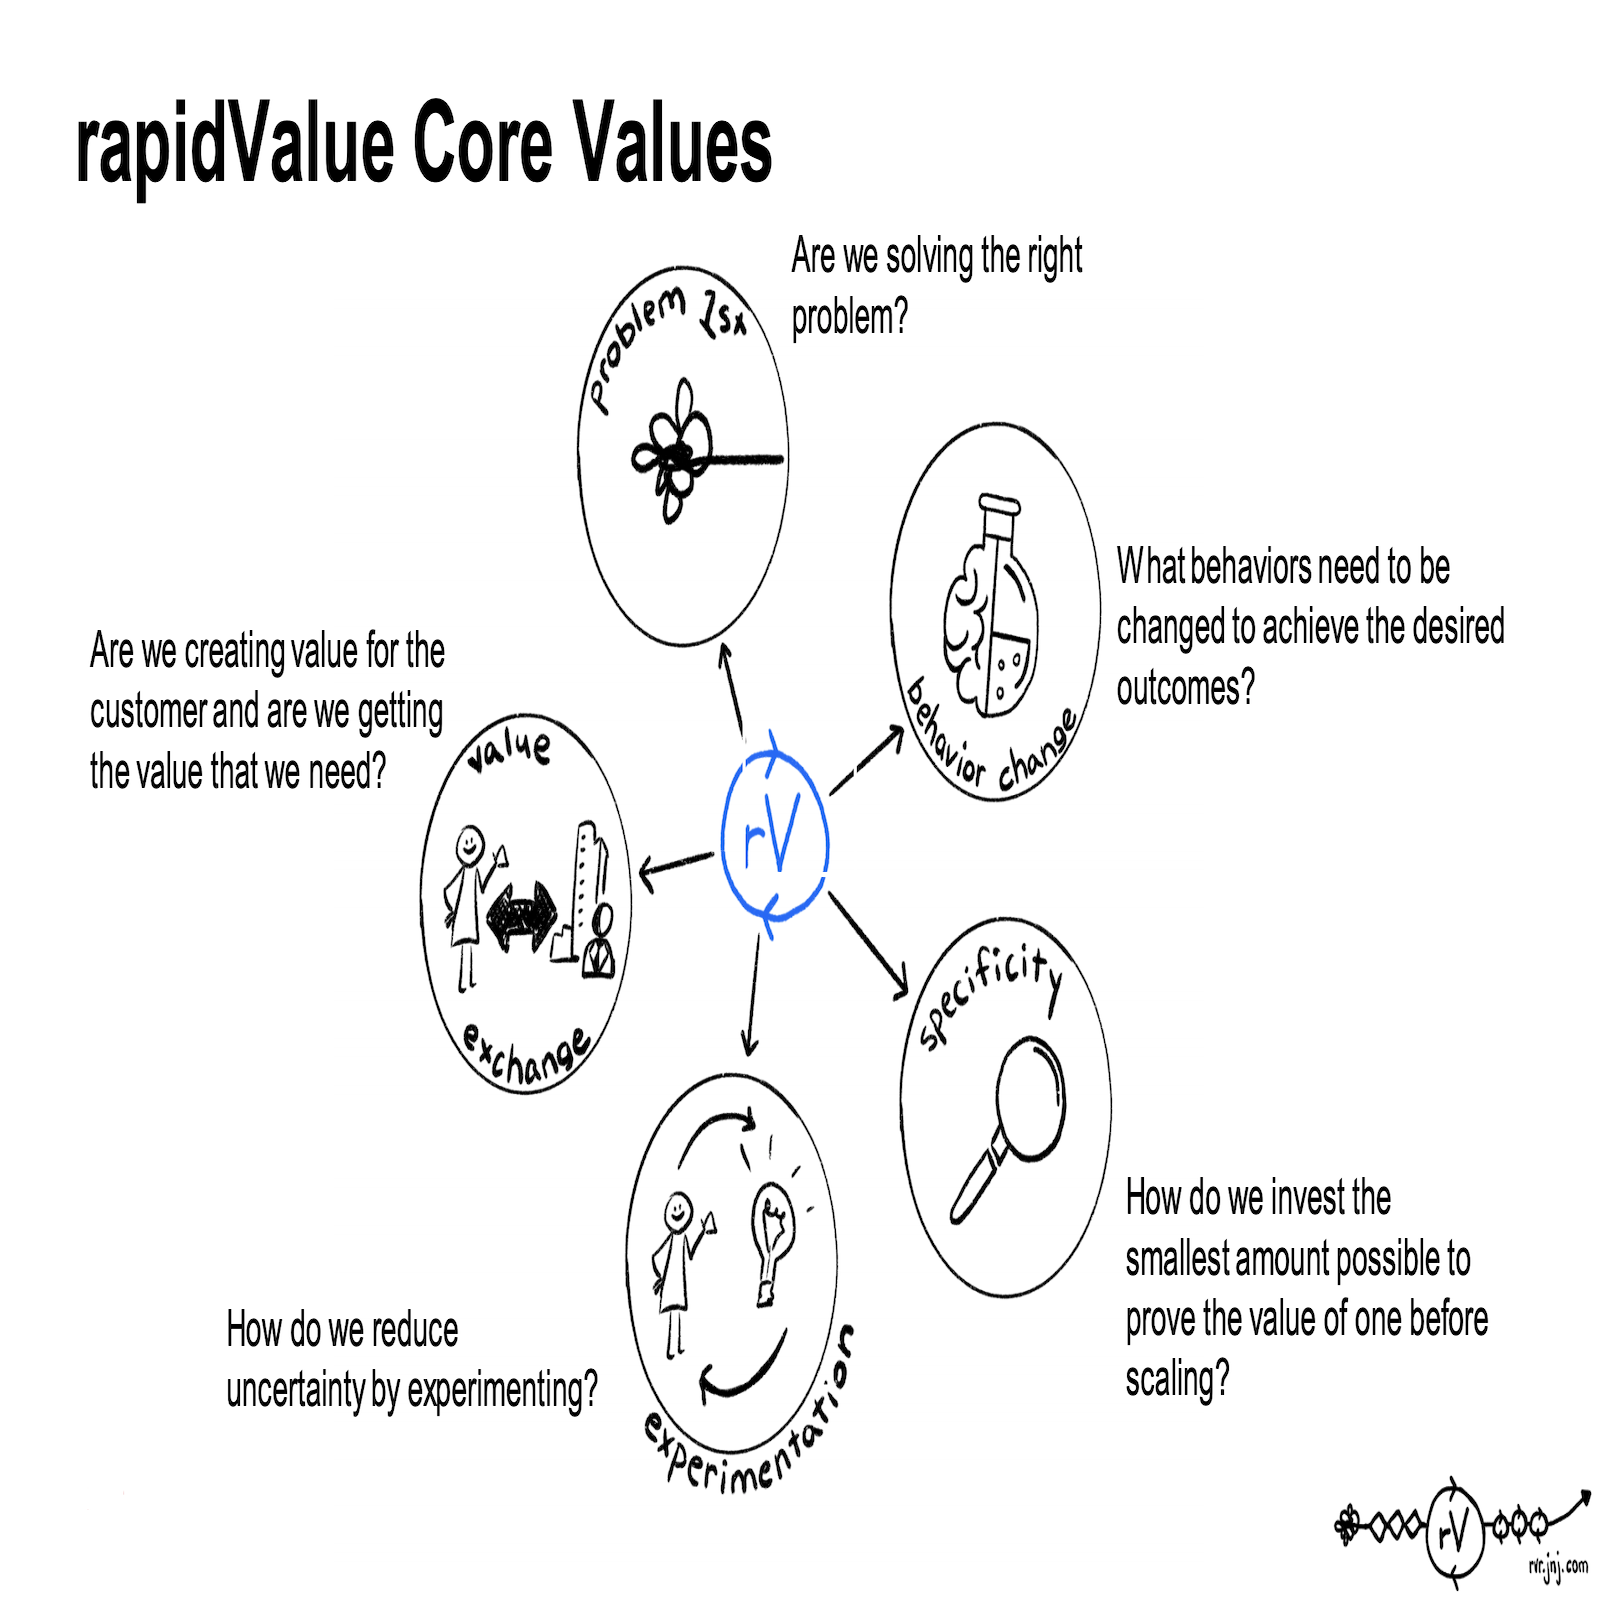 rapidValue Core Values
Are we solving the right
problem?
problem 1st
What behaviors need to be
changed to achieve the desired
outcomes?
behavior change
Are we creating value for the
customer and are we getting
the value that we need?
value
exchange
rV
specificity
How do we invest the
smallest amount possible to
prove the value of one before
scaling?
How do we reduce
uncertainty by experimenting?
experimentation
rV
rvr.jnj.com